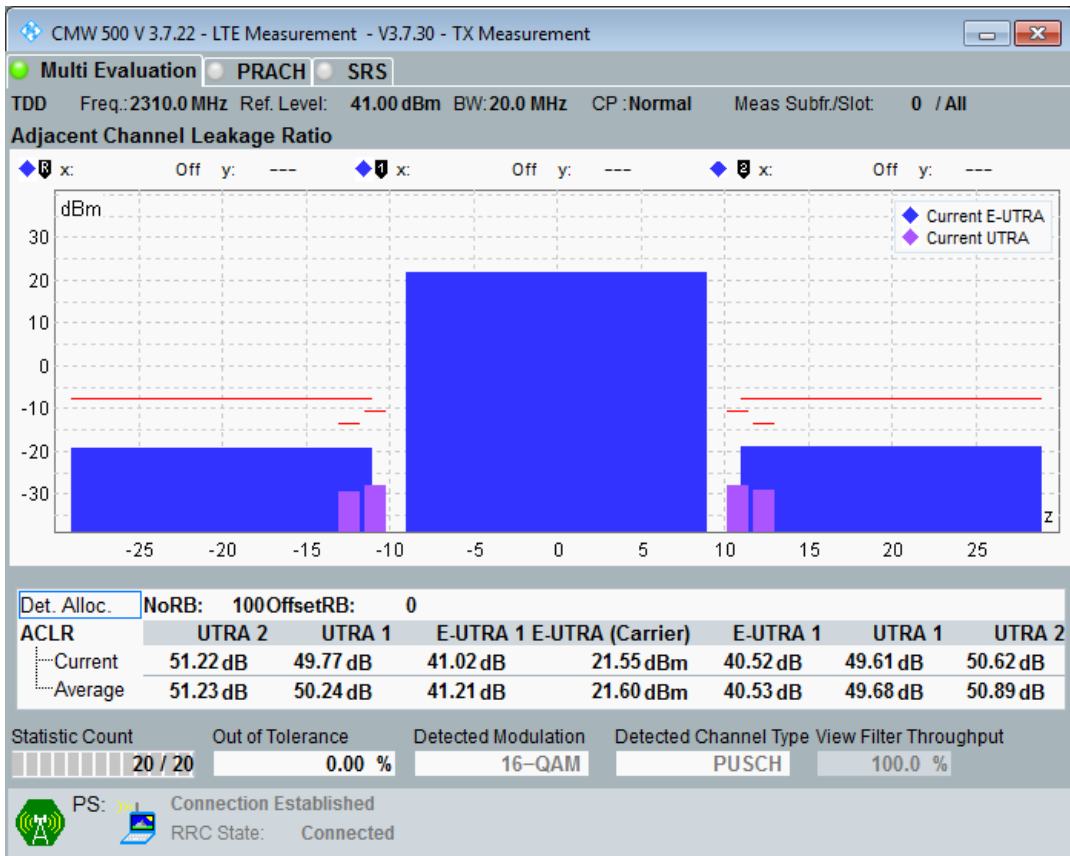 CMW 500 V 3.7.22 - LTE Measurement - V3.7.30 - TX Measurement
Multi Evaluation PRACH SRS
TDD Freq.:2310.0 MHz Ref. Level: 41.00 dBm BW:20.0 MHz CP :Normal Meas Subfr./Slot: 0 / All
Adjacent Channel Leakage Ratio
R x: Off y: --- 1 x: Off y: --- 2 x: Off y: ---
dBm
Current E-UTRA
Current UTRA
30
20
10
0
-10
-20
-30
z
-25 -20 -15 -10 -5 0 5 10 15 20 25
Det. Alloc. NoRB: 100 OffsetRB: 0
ACLR UTRA 2 UTRA 1 E-UTRA 1 E-UTRA (Carrier) E-UTRA 1 UTRA 1 UTRA 2
Current 51.22 dB 49.77 dB 41.02 dB 21.55 dBm 40.52 dB 49.61 dB 50.62 dB
Average 51.23 dB 50.24 dB 41.21 dB 21.60 dBm 40.53 dB 49.68 dB 50.89 dB
Statistic Count Out of Tolerance Detected Modulation Detected Channel Type View Filter Throughput
20 / 20 0.00 % 16-QAM PUSCH 100.0 %
PS: Connection Established
RRC State: Connected